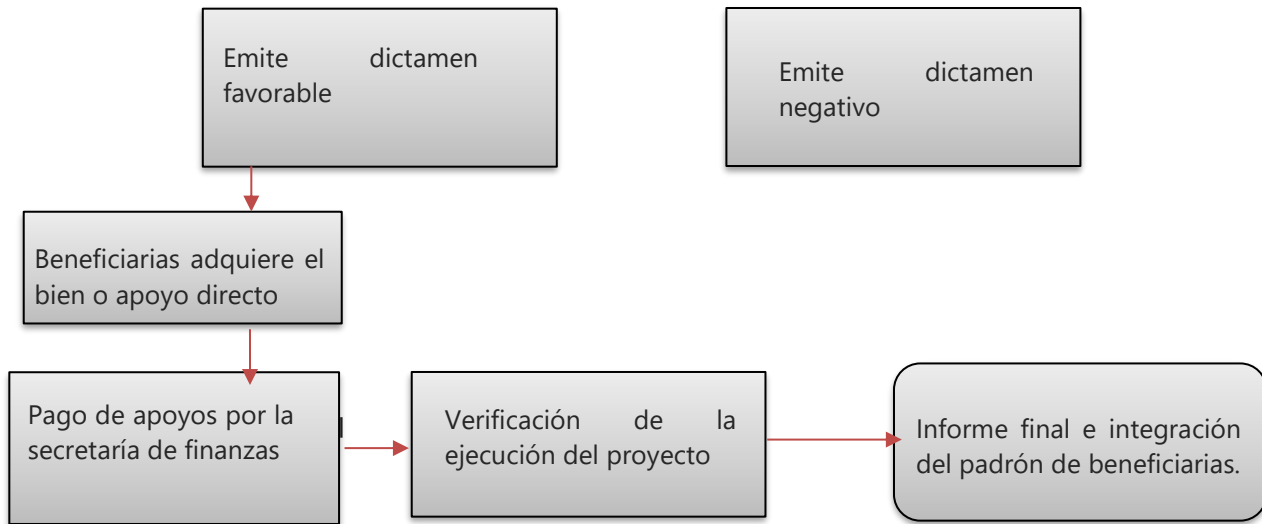 Emite dictamen
favorable
Emite dictamen
negativo
Beneficiarias adquiere el
bien o apoyo directo
Pago de apoyos por la
secretaría de finanzas
Verificación de la
ejecución del proyecto
Informe final e integración
del padrón de beneficiarias.